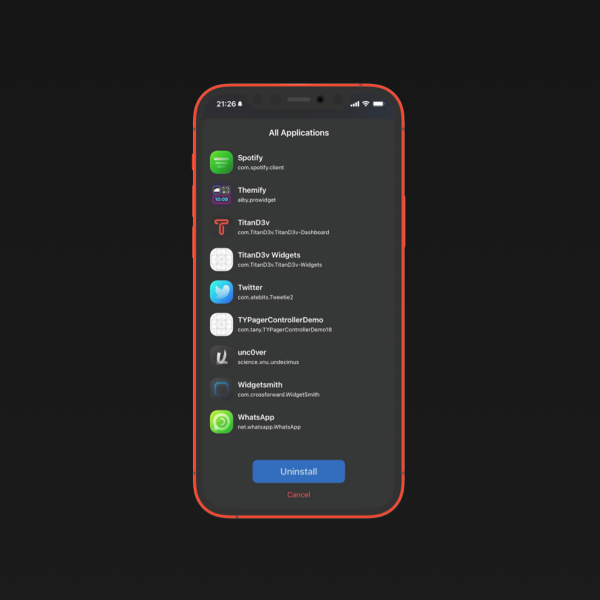 21:26
All Applications
Spotify
com.spotify.client
Themify
aiby.prowidget
10:09
TitanD3v
com.TitanD3v.TitanD3v-Dashboard
TitanD3v Widgets
com.TitanD3v.TitanD3v-Widgets
Twitter
com.atebits.Tweetie2
TYPagerControllerDemo
com.tany.TYPagerControllerDemo18
unc0ver
science.xnu.undecimus
Widgetsmith
com.crossforward.WidgetSmith
WhatsApp
net.whatsapp.WhatsApp
Uninstall
Cancel